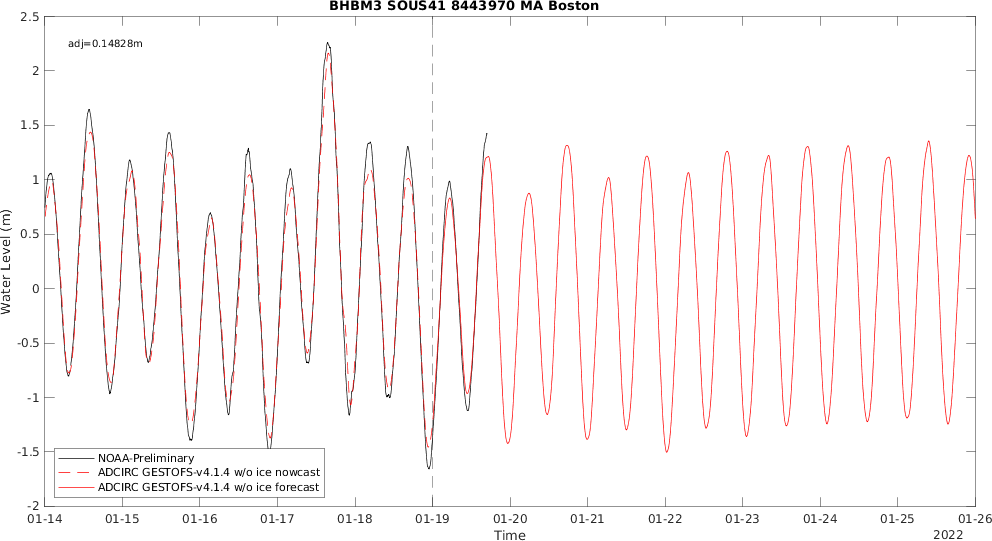 BHBM3 SOUS41 8443970 MA Boston
adj=0.14828m
2.5
2
1.5
1
0.5
0
-0.5
-1
-1.5
-2
Water Level (m)
NOAA-Preliminary
ADCIRC GESTOFS-v4.1.4 w/o ice nowcast
ADCIRC GESTOFS-v4.1.4 w/o ice forecast
01-14 01-15 01-16 01-17 01-18 01-19 01-20 01-21 01-22 01-23 01-24 01-25 01-26
Time
2022